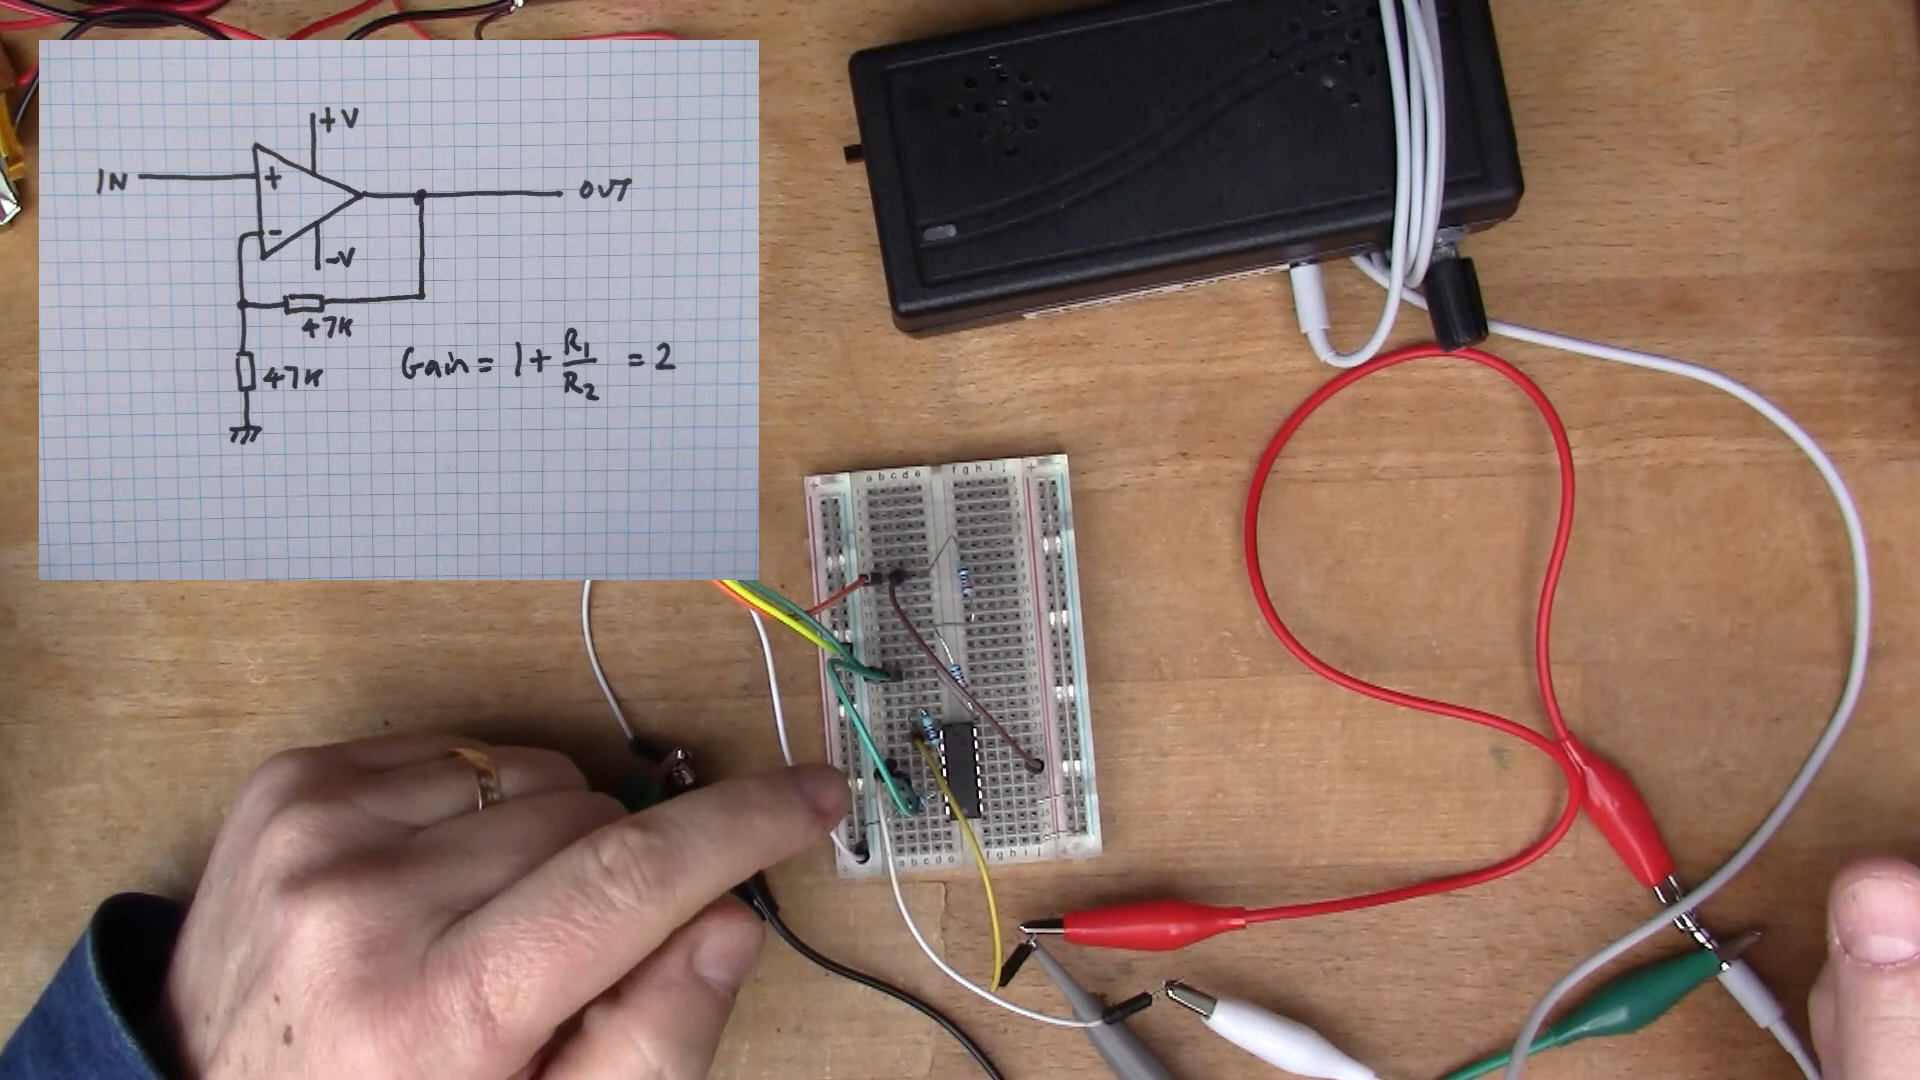 +V
IN
+
OUT
-
-V
47K
47K
Gain = 1 + R1/R2 = 2
a b c d e f g h i j
a b c d e f g h i j